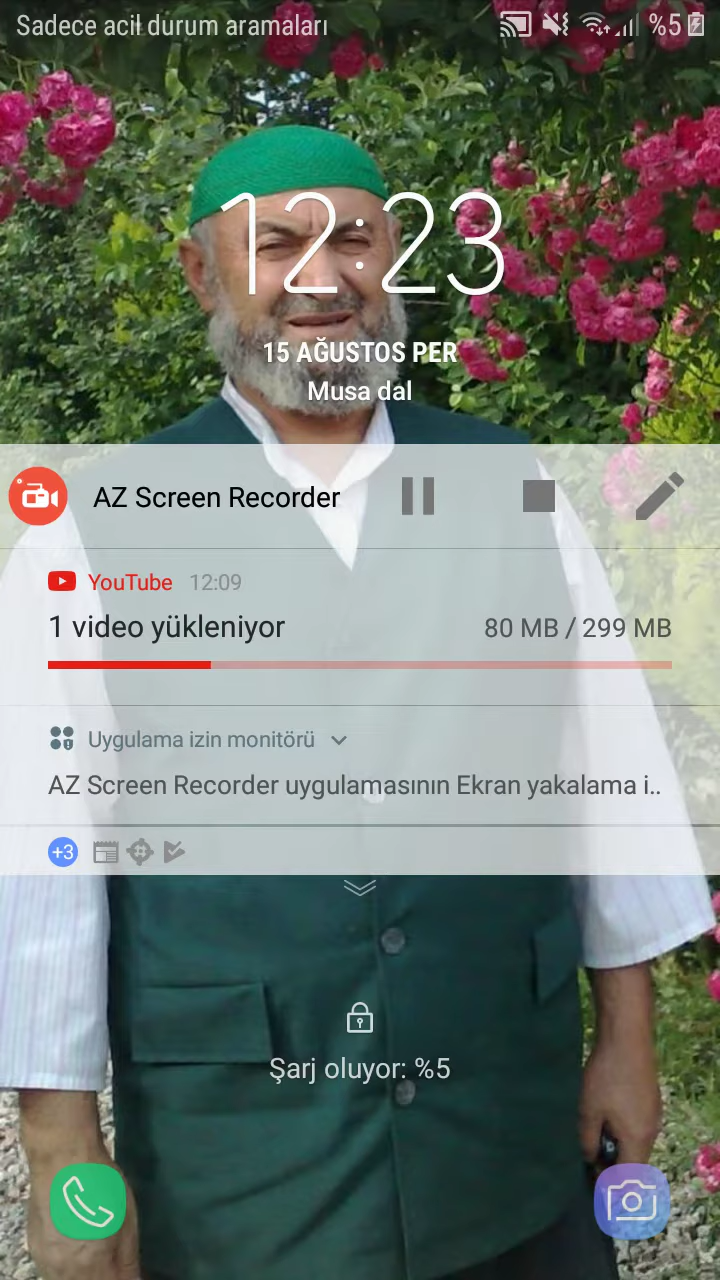 Sadece acil durum aramaları %5
12:23
15 AĞUSTOS PER
Musa dal
AZ Screen Recorder
YouTube 12:09
1 video yükleniyor 80 MB / 299 MB
Uygulama izin monitörü
AZ Screen Recorder uygulamasının Ekran yakalama i..
+3
Şarj oluyor: %5